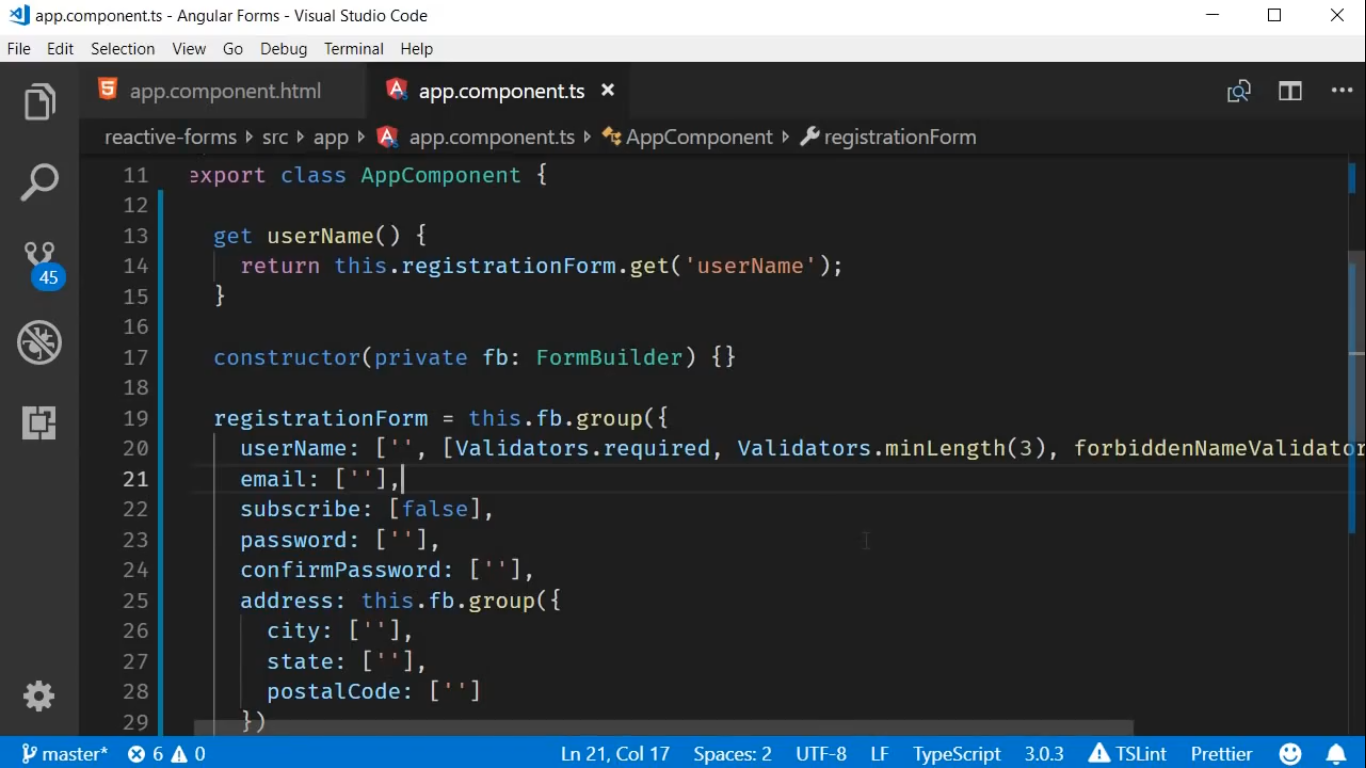 app.component.ts - Angular Forms - Visual Studio Code
File Edit Selection View Go Debug Terminal Help
app.component.html app.component.ts
reactive-forms src app app.component.ts AppComponent registrationForm
11 export class AppComponent {
12
13 get userName() {
14 return this.registrationForm.get('userName');
15 }
16
17 constructor(private fb: FormBuilder) {}
18
19 registrationForm = this.fb.group({
20 userName: ['', [Validators.required, Validators.minLength(3), forbiddenNameValidator
21 email: [''],
22 subscribe: [false],
23 password: [''],
24 confirmPassword: [''],
25 address: this.fb.group({
26 city: [''],
27 state: [''],
28 postalCode: ['']
29 })
45
master* 6 0 Ln 21, Col 17 Spaces: 2 UTF-8 LF TypeScript 3.0.3 TSLint Prettier